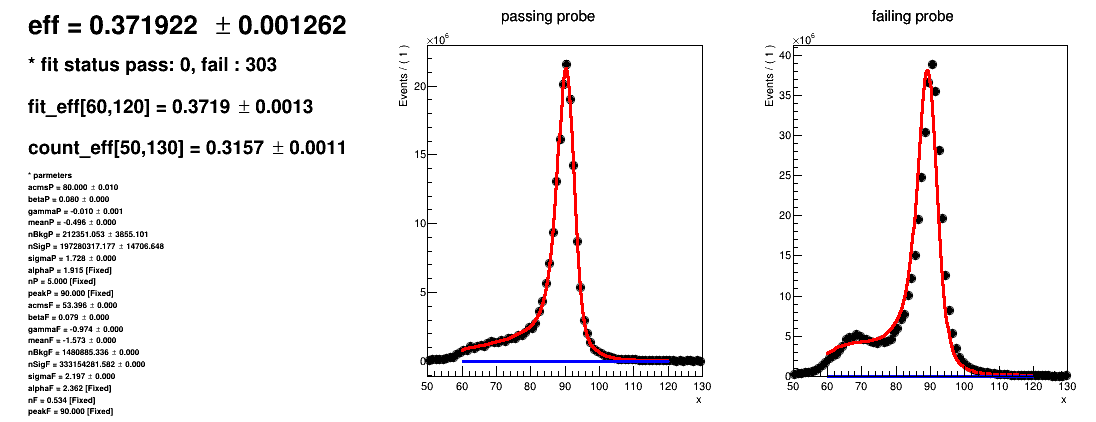 eff = 0.371922 ± 0.001262
* fit status pass: 0, fail : 303
fit_eff[60,120] = 0.3719 ± 0.0013
count_eff[50,130] = 0.3157 ± 0.0011
* parmeters
acmsP = 80.000 ± 0.010
betaP = 0.080 ± 0.000
gammaP = -0.010 ± 0.001
meanP = -0.496 ± 0.000
nBkgP = 212351.053 ± 3855.101
nSigP = 197280317.177 ± 14706.648
sigmaP = 1.728 ± 0.000
alphaP = 1.915 [Fixed]
nP = 5.000 [Fixed]
peakP = 90.000 [Fixed]
acmsF = 53.396 ± 0.000
betaF = 0.079 ± 0.000
gammaF = -0.974 ± 0.000
meanF = -1.573 ± 0.000
nBkgF = 1480885.336 ± 0.000
nSigF = 333154281.582 ± 0.000
sigmaF = 2.197 ± 0.000
alphaF = 2.362 [Fixed]
nF = 0.534 [Fixed]
peakF = 90.000 [Fixed]
passing probe
×10⁶
Events / ( 1 )
20
15
10
5
0
50 60 70 80 90 100 110 120 130
x
failing probe
×10⁶
Events / ( 1 )
40
35
30
25
20
15
10
5
0
50 60 70 80 90 100 110 120 130
x